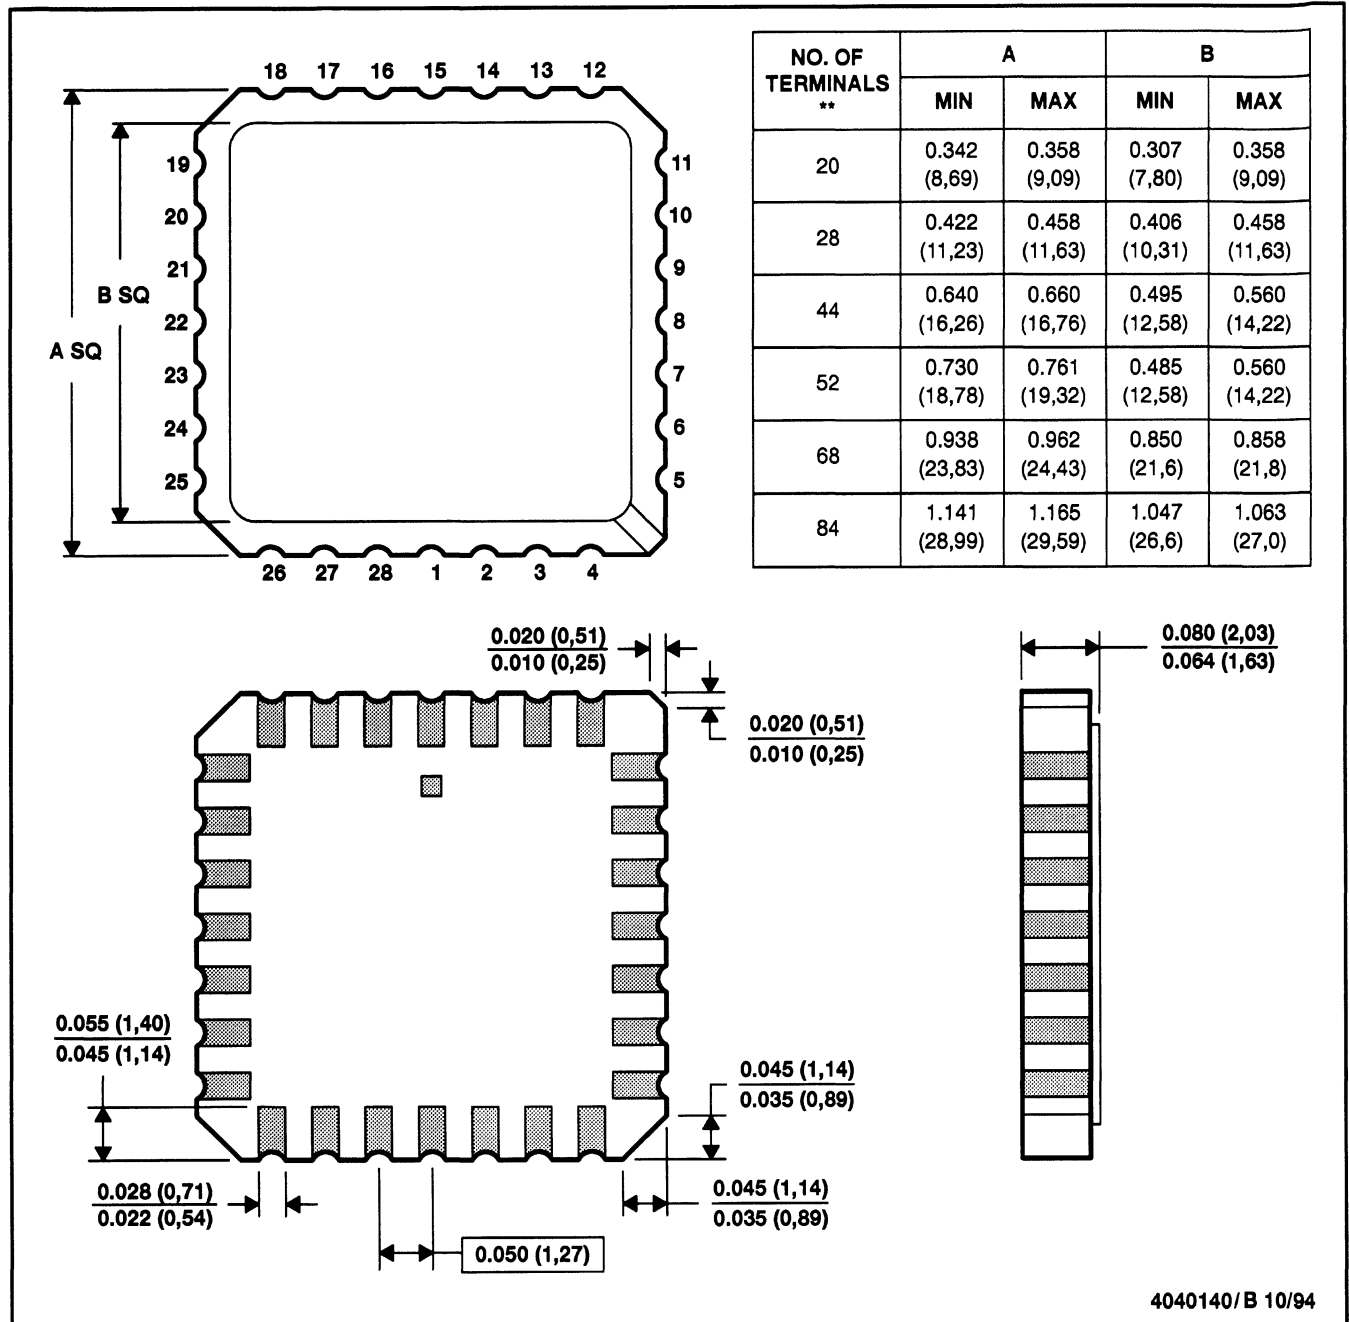 18 17 16 15 14 13 12
19
20
21
22
23
24
25
11
10
9
8
7
6
5
26 27 28 1 2 3 4
B SQ
A SQ
NO. OF TERMINALS ** A B
MIN MAX MIN MAX
20 0.342 0.358 0.307 0.358
(8,69) (9,09) (7,80) (9,09)
28 0.422 0.458 0.406 0.458
(11,23) (11,63) (10,31) (11,63)
44 0.640 0.660 0.495 0.560
(16,26) (16,76) (12,58) (14,22)
52 0.730 0.761 0.485 0.560
(18,78) (19,32) (12,58) (14,22)
68 0.938 0.962 0.850 0.858
(23,83) (24,43) (21,6) (21,8)
84 1.141 1.165 1.047 1.063
(28,99) (29,59) (26,6) (27,0)
0.020 (0,51)
0.010 (0,25)
0.020 (0,51)
0.010 (0,25)
0.080 (2,03)
0.064 (1,63)
0.055 (1,40)
0.045 (1,14)
0.045 (1,14)
0.035 (0,89)
0.028 (0,71)
0.022 (0,54)
0.045 (1,14)
0.035 (0,89)
0.050 (1,27)
4040140/B 10/94